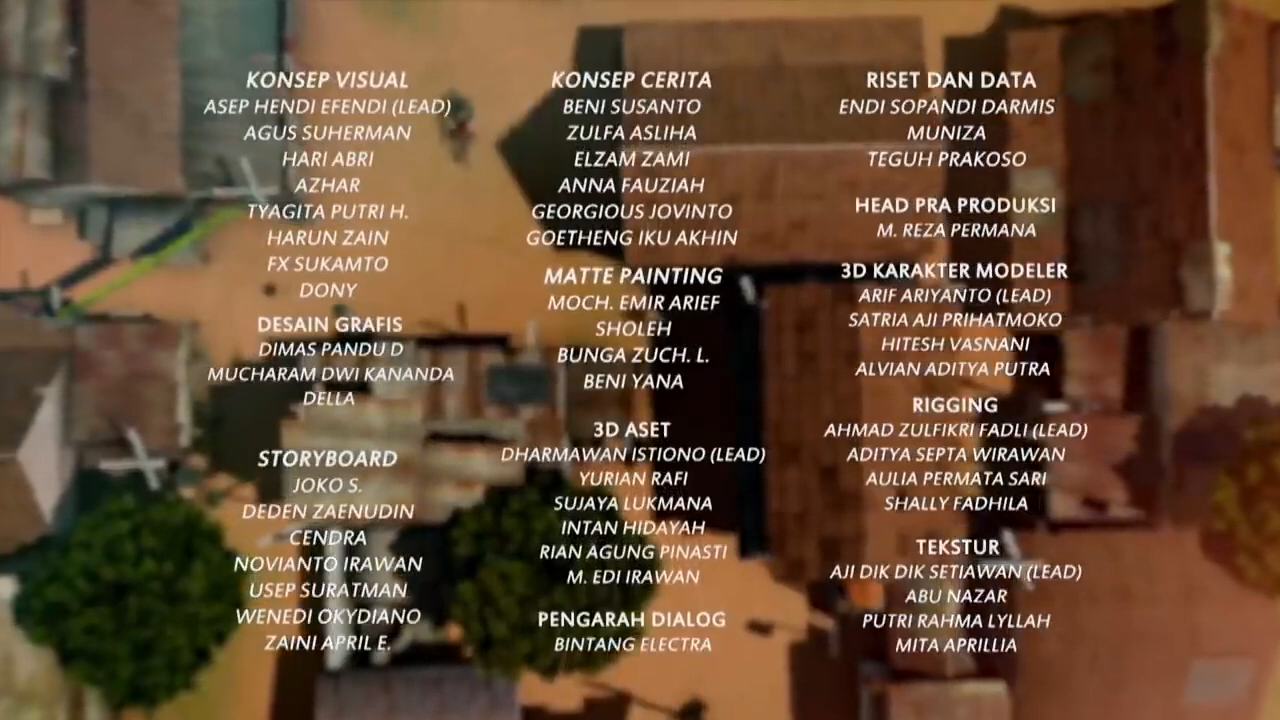 KONSEP VISUAL
ASEP HENDI EFENDI (LEAD)
AGUS SUHERMAN
HARI ABRI
AZHAR
TYAGITA PUTRI H.
HARUN ZAIN
FX SUKAMTO
DONY
DESAIN GRAFIS
DIMAS PANDU D
MUCHARAM DWI KANANDA
DELLA
STORYBOARD
JOKO S.
DEDEN ZAENUDIN
CENDRA
NOVIANTO IRAWAN
USEP SURATMAN
WENEDI OKYDIANO
ZAINI APRIL E.
KONSEP CERITA
BENI SUSANTO
ZULFA ASLIHA
ELZAM ZAMI
ANNA FAUZIAH
GEORGIOUS JOVINTO
GOETHENG IKU AKHIN
MATTE PAINTING
MOCH. EMIR ARIEF
SHOLEH
BUNGA ZUCH. L.
BENI YANA
3D ASET
DHARMAWAN ISTIONO (LEAD)
YURIAN RAFI
SUJAYA LUKMANA
INTAN HIDAYAH
RIAN AGUNG PINASTI
M. EDI IRAWAN
PENGARAH DIALOG
BINTANG ELECTRA
RISET DAN DATA
ENDI SOPANDI DARMIS
MUNIZA
TEGUH PRAKOSO
HEAD PRA PRODUKSI
M. REZA PERMANA
3D KARAKTER MODELER
ARIF ARIYANTO (LEAD)
SATRIA AJI PRIHATMOKO
HITESH VASNANI
ALVIAN ADITYA PUTRA
RIGGING
AHMAD ZULFIKRI FADLI (LEAD)
ADITYA SEPTA WIRAWAN
AULIA PERMATA SARI
SHALLY FADHILA
TEKSTUR
AJI DIK DIK SETIAWAN (LEAD)
ABU NAZAR
PUTRI RAHMA LYLLAH
MITA APRILLIA